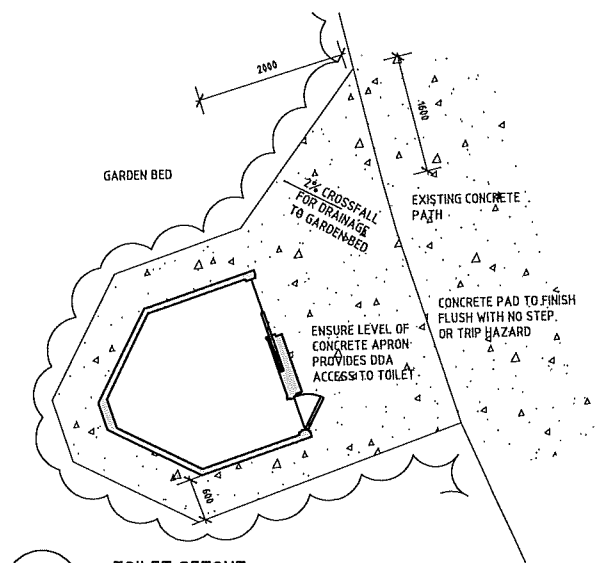 2000
1600
GARDEN BED
2% CROSSFALL
FOR DRAINAGE
TO GARDEN BED
EXISTING CONCRETE
PATH
CONCRETE PAD TO FINISH
FLUSH WITH NO STEP
OR TRIP HAZARD
ENSURE LEVEL OF
CONCRETE APRON
PROVIDES DDA
ACCESS TO TOILET
600